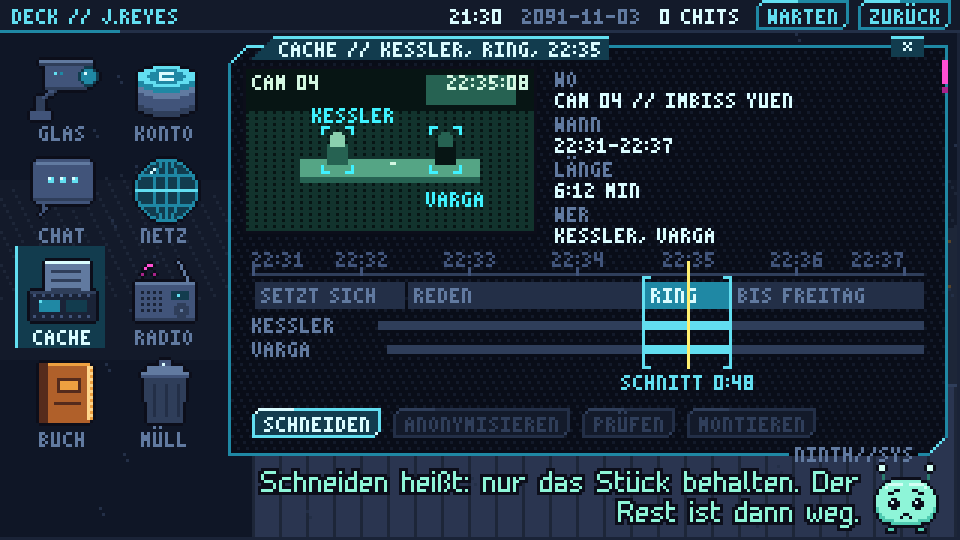 DECK // J.REYES
21:30 2091-11-03 0 CHITS WARTEN ZURÜCK
CACHE // KESSLER, RING, 22:35 x
CAM 04 22:35:08
KESSLER
VARGA
WO
CAM 04 // IMBISS YUEN
WANN
22:31-22:37
LÄNGE
6:12 MIN
WER
KESSLER, VARGA
GLAS KONTO
CHAT NETZ
CACHE RADIO
BUCH MÜLL
22:31 22:32 22:33 22:34 22:35 22:36 22:37
SETZT SICH REDEN RING BIS FREITAG
KESSLER
VARGA
SCHNITT 0:48
SCHNEIDEN ANONYMISIEREN PRÜFEN MONTIEREN
NINTH//SYS
Schneiden heißt: nur das Stück behalten. Der
Rest ist dann weg.